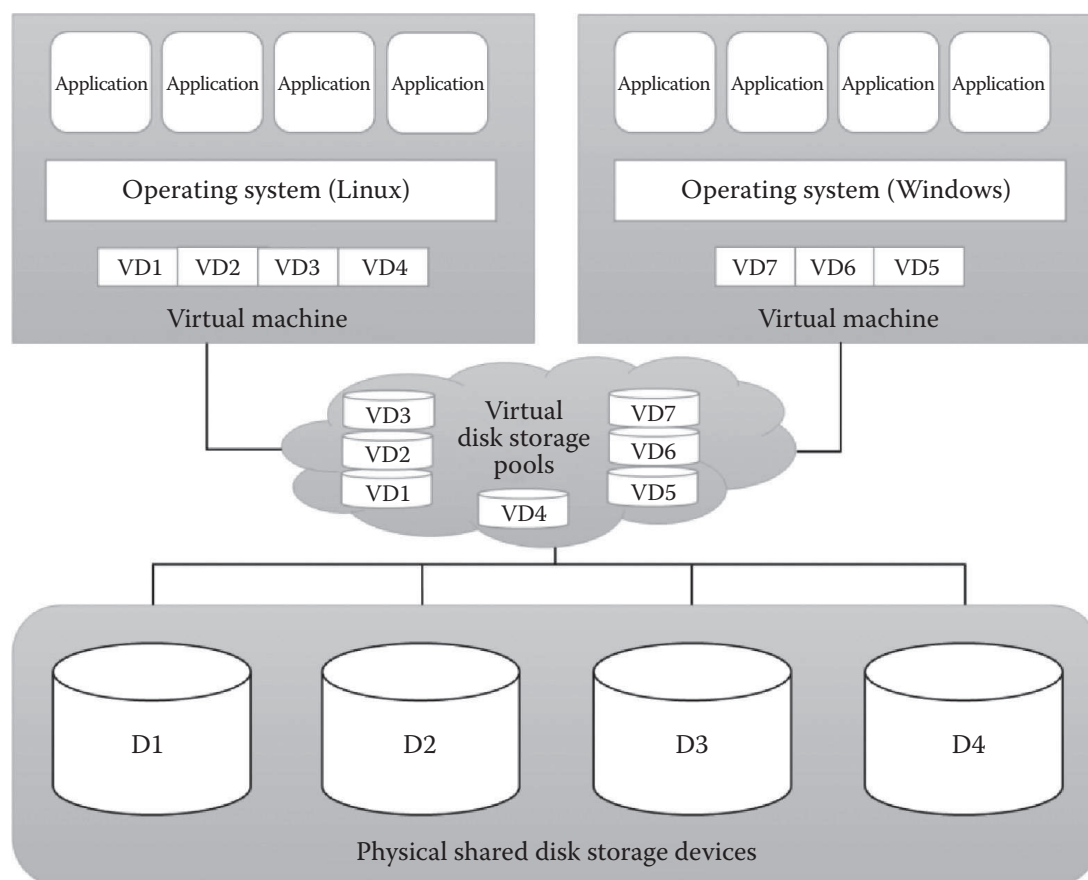 Application Application Application Application
Operating system (Linux)
VD1 VD2 VD3 VD4
Virtual machine
Application Application Application Application
Operating system (Windows)
VD7 VD6 VD5
Virtual machine
VD3
VD2
VD1
Virtual
disk storage
pools
VD4
VD7
VD6
VD5
D1 D2 D3 D4
Physical shared disk storage devices